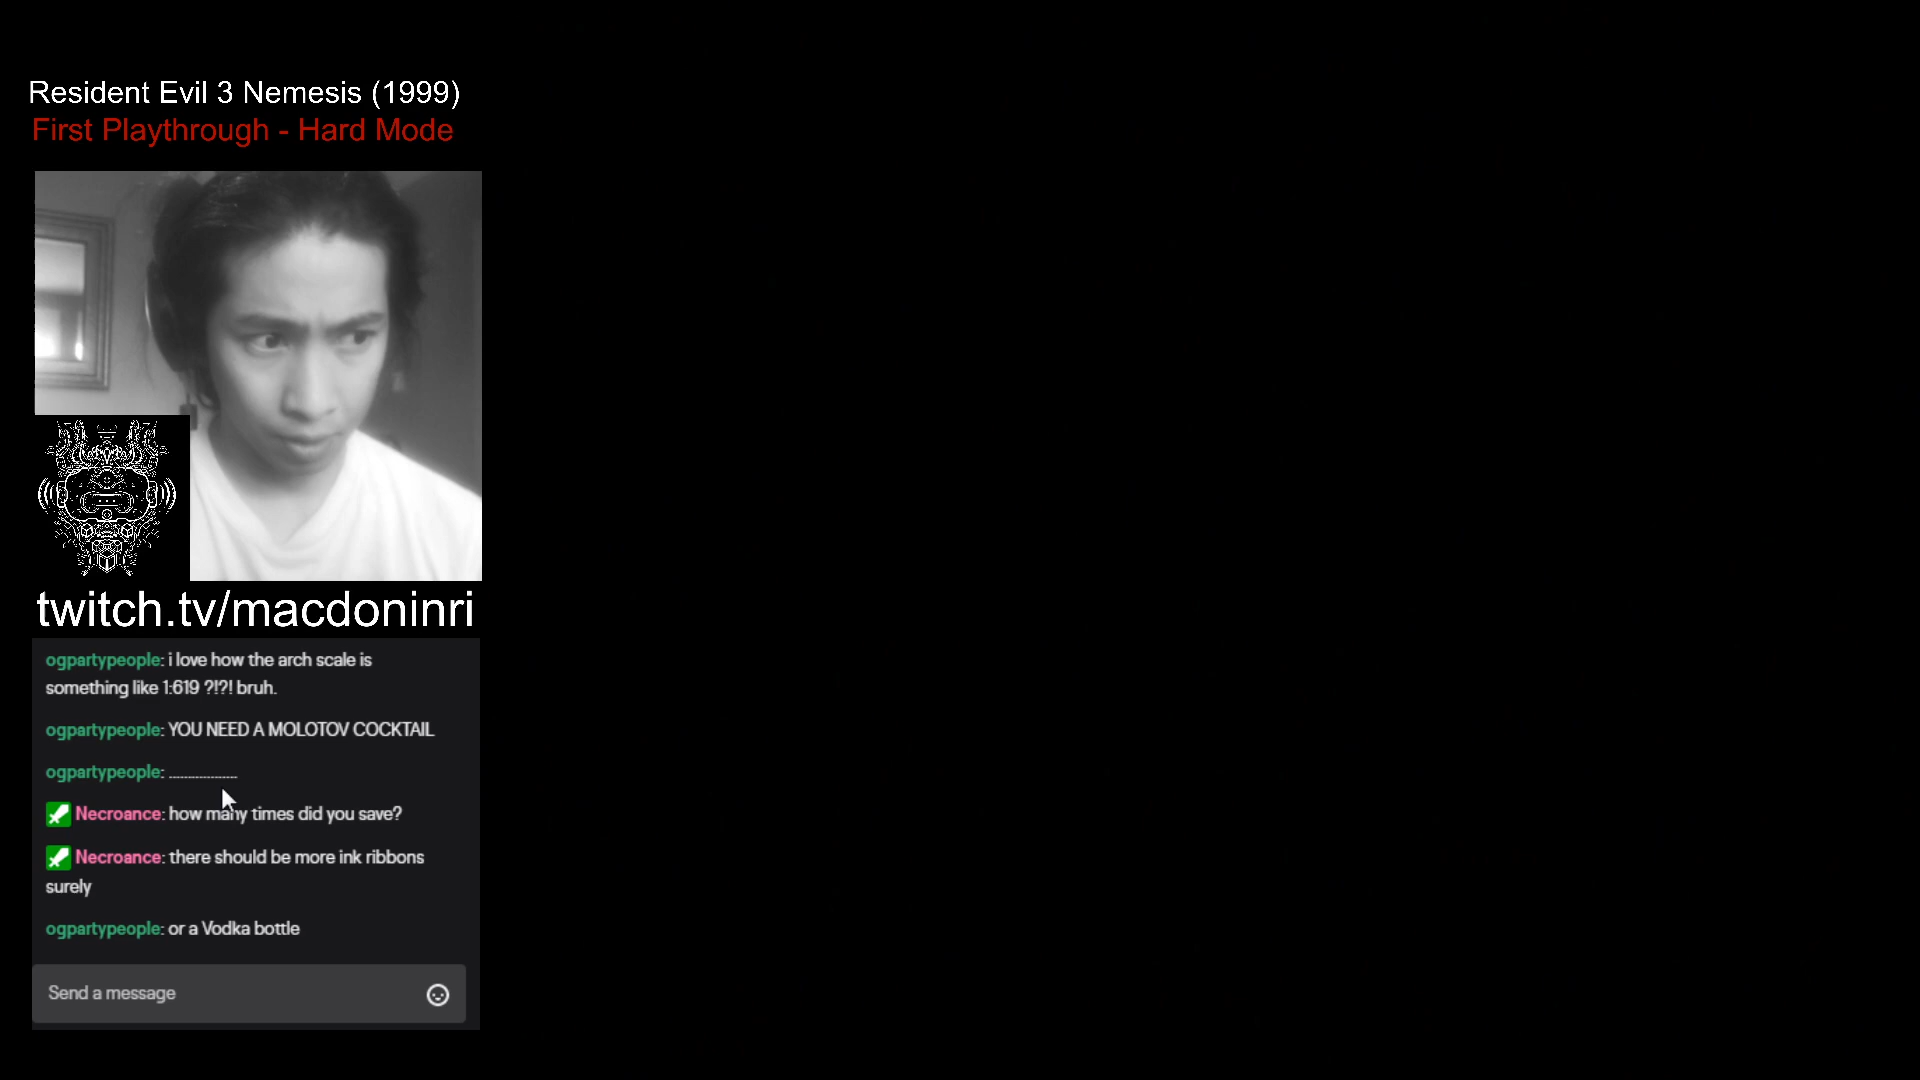 Resident Evil 3 Nemesis (1999)
First Playthrough - Hard Mode
twitch.tv/macdoninri
ogpartypeople: i love how the arch scale is
something like 1:619 ?!?! bruh.
ogpartypeople: YOU NEED A MOLOTOV COCKTAIL
ogpartypeople: ..................
Necroance: how many times did you save?
Necroance: there should be more ink ribbons
surely
ogpartypeople: or a Vodka bottle
Send a message